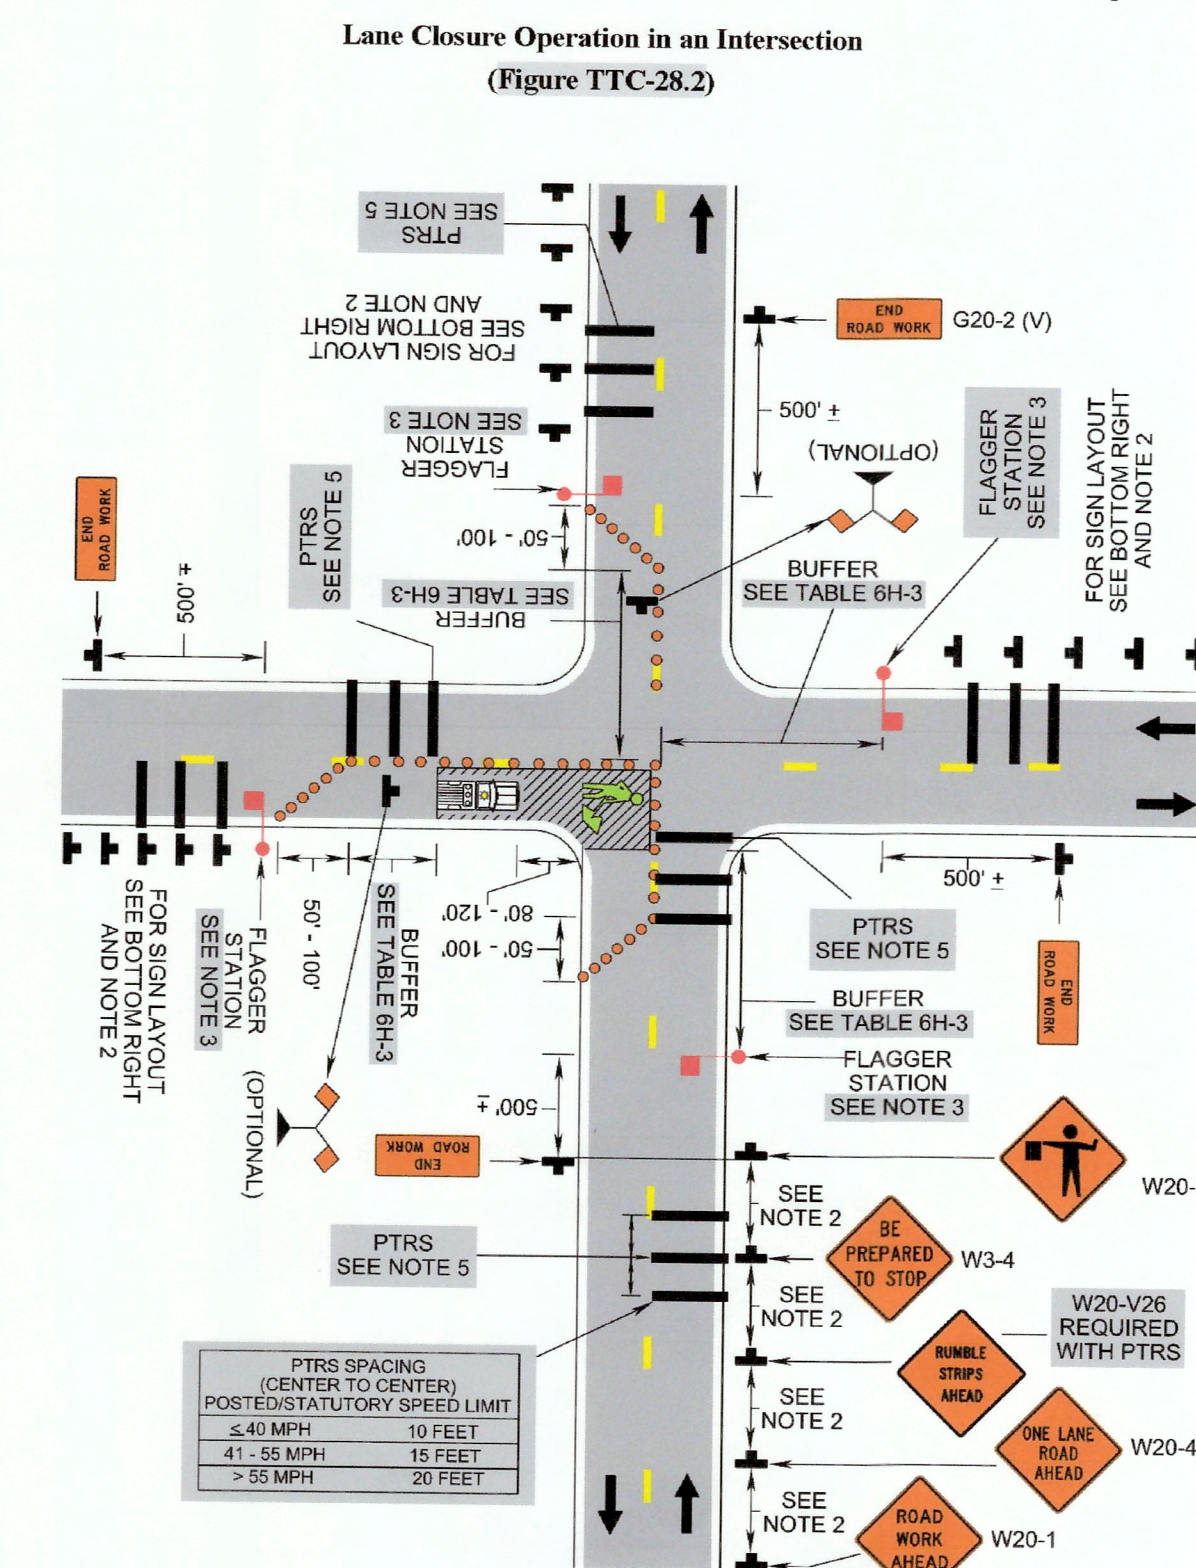 Lane Closure Operation in an Intersection
(Figure TTC-28.2)
PTRS
SEE NOTE 5
FOR SIGN LAYOUT
SEE BOTTOM RIGHT
AND NOTE 2
FLAGGER
STATION
SEE NOTE 3
50' - 100'
BUFFER
SEE TABLE 6H-3
END
ROAD WORK
G20-2 (V)
500' ±
(OPTIONAL)
FLAGGER
STATION
SEE NOTE 3
FOR SIGN LAYOUT
SEE BOTTOM RIGHT
AND NOTE 2
BUFFER
SEE TABLE 6H-3
END
ROAD WORK
500' ±
PTRS
SEE NOTE 5
FOR SIGN LAYOUT
SEE BOTTOM RIGHT
AND NOTE 2
FLAGGER
STATION
SEE NOTE 3
50' - 100'
BUFFER
SEE TABLE 6H-3
(OPTIONAL)
80' - 120'
50' - 100'
500' ±
END
ROAD WORK
500' ±
END
ROAD WORK
PTRS
SEE NOTE 5
BUFFER
SEE TABLE 6H-3
FLAGGER
STATION
SEE NOTE 3
W20-
SEE
NOTE 2
BE
PREPARED
TO STOP
W3-4
SEE
NOTE 2
RUMBLE
STRIPS
AHEAD
W20-V26
REQUIRED
WITH PTRS
SEE
NOTE 2
ONE LANE
ROAD
AHEAD
W20-4
SEE
NOTE 2
ROAD
WORK
AHEAD
W20-1
PTRS
SEE NOTE 5
PTRS SPACING
(CENTER TO CENTER)
POSTED/STATUTORY SPEED LIMIT
≤40 MPH 10 FEET
41 - 55 MPH 15 FEET
> 55 MPH 20 FEET